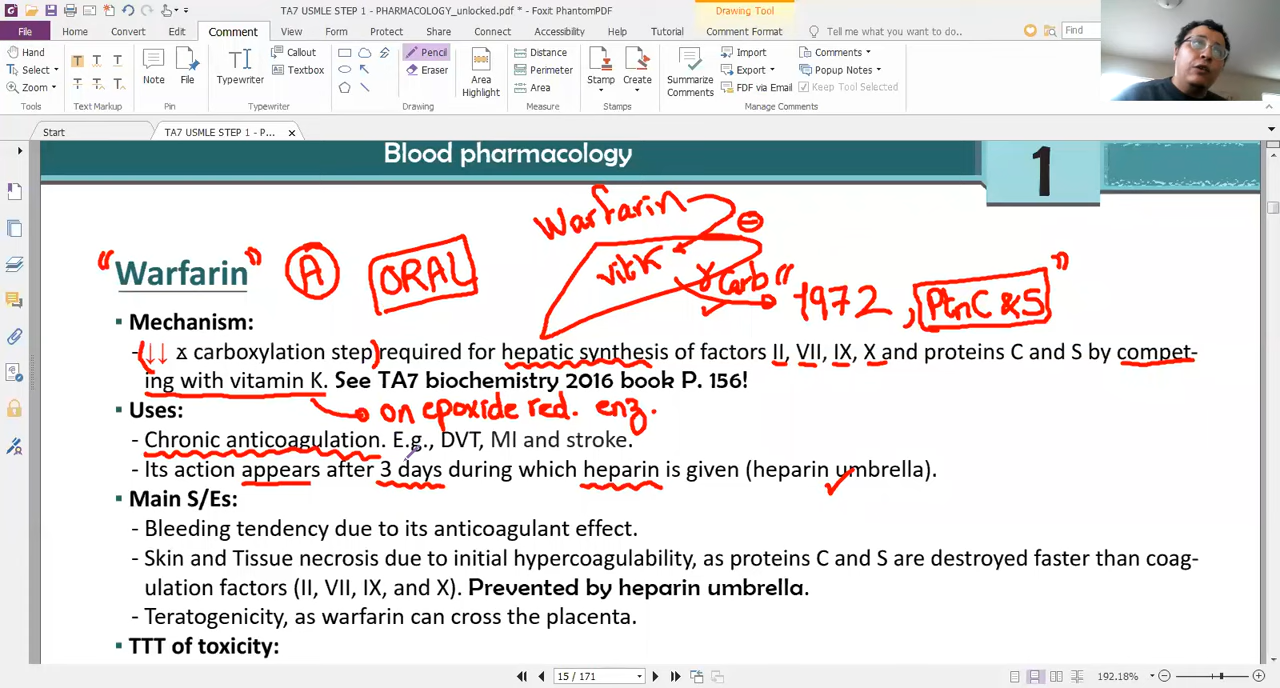 TA7 USMLE STEP 1 - PHARMACOLOGY_unlocked.pdf * - Foxit PhantomPDF
Drawing Tool
File Home Convert Edit Comment View Form Protect Share Connect Accessibility Help Tutorial Comment Format Tell me what you want to do.. Find
Hand
Select
Zoom
Tools
Text Markup
Note
File
Pin
Typewriter
Callout
Textbox
Typewriter
Pencil
Eraser
Drawing
Area
Highlight
Distance
Perimeter
Area
Measure
Stamp
Create
Stamps
Summarize
Comments
Import
Export
FDF via Email
Comments
Popup Notes
Keep Tool Selected
Manage Comments
Start
TA7 USMLE STEP 1 - P...
Blood pharmacology
1
Warfarin
"Warfarin" A ORAL
vit K
γ Carb
"1972, Ptn C & S"
Mechanism:
- (↓↓ γ carboxylation step) required for hepatic synthesis of factors II, VII, IX, X and proteins C and S by compet-
ing with vitamin K. See TA7 biochemistry 2016 book P. 156!
on epoxide red. enz.
Uses:
- Chronic anticoagulation. E.g., DVT, MI and stroke.
- Its action appears after 3 days during which heparin is given (heparin umbrella).
Main S/Es:
- Bleeding tendency due to its anticoagulant effect.
- Skin and Tissue necrosis due to initial hypercoagulability, as proteins C and S are destroyed faster than coag-
ulation factors (II, VII, IX, and X). Prevented by heparin umbrella.
- Teratogenicity, as warfarin can cross the placenta.
TTT of toxicity:
15 / 171
192.18%